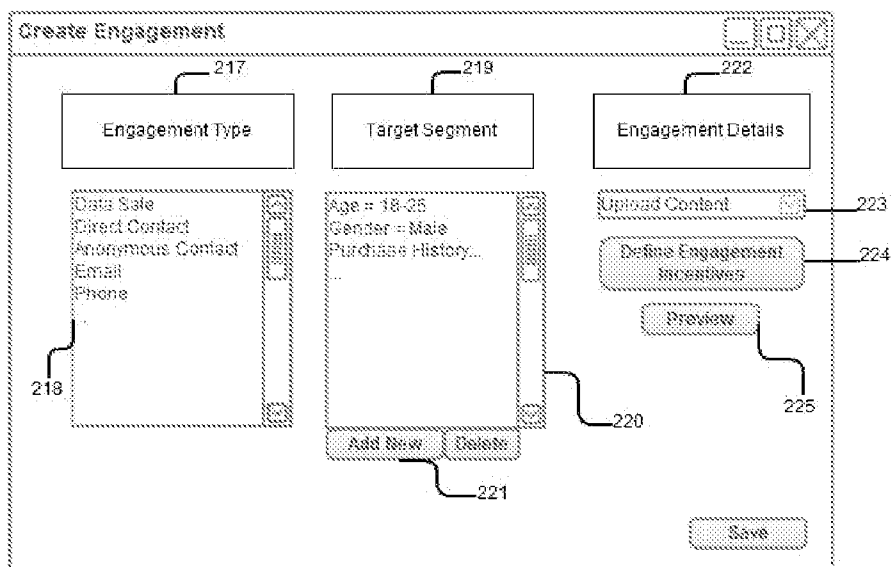 Create Engagement
217
219
222
Engagement Type
Target Segment
Engagement Details
Data Sale
Direct Contact
Anonymous Contact
Email
Phone
...
218
Age = 18-25
Gender = Male
Purchase History...
...
220
Add New
Delete
221
Upload Content
223
Define Engagement
Incentives
224
Preview
225
Save